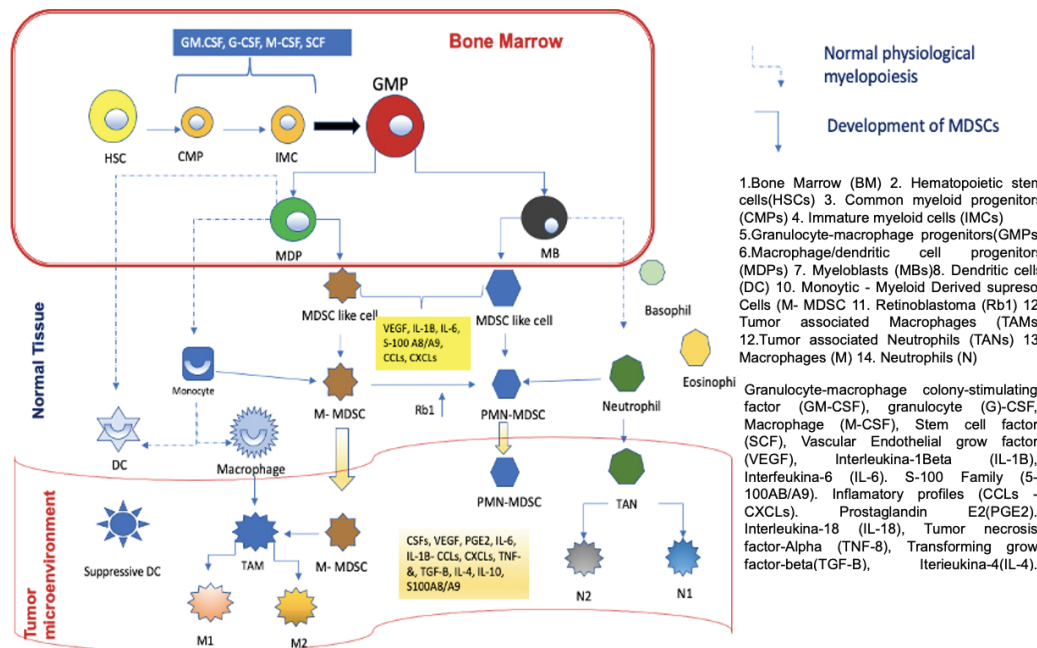 GM.CSF, G-CSF, M-CSF, SCF
Bone Marrow
GMP
HSC
CMP
IMC
MDP
MB
Normal Tissue
MDSC like cell
MDSC like cell
VEGF, IL-1B, IL-6,
S-100 A8/A9,
CCLs, CXCLs
Basophil
Eosinophi
Monocyte
M- MDSC
Rb1
PMN-MDSC
Neutrophil
DC
Macrophage
Tumor
microenvironment
PMN-MDSC
TAN
Suppressive DC
TAM
M- MDSC
CSFs, VEGF, PGE2, IL-6,
IL-1B- CCLs, CXCLs, TNF-
&, TGF-B, IL-4, IL-10,
S100A8/A9
N2
N1
M1
M2
Normal physiological
myelopoiesis
Development of MDSCs
1.Bone Marrow (BM) 2. Hematopoietic stem
cells(HSCs) 3. Common myeloid progenitors
(CMPs) 4. Immature myeloid cells (IMCs)
5.Granulocyte-macrophage progenitors(GMPs
6.Macrophage/dendritic cell progenitors
(MDPs) 7. Myeloblasts (MBs)8. Dendritic cells
(DC) 10. Monoytic - Myeloid Derived supreso
Cells (M- MDSC 11. Retinoblastoma (Rb1) 12
Tumor associated Macrophages (TAMs
12.Tumor associated Neutrophils (TANs) 13
Macrophages (M) 14. Neutrophils (N)
Granulocyte-macrophage colony-stimulating
factor (GM-CSF), granulocyte (G)-CSF,
Macrophage (M-CSF), Stem cell factor
(SCF), Vascular Endothelial grow factor
(VEGF), Interleukina-1Beta (IL-1B),
Interfeukina-6 (IL-6). S-100 Family (5-
100AB/A9). Inflamatory profiles (CCLs -
CXCLs). Prostaglandin E2(PGE2).
Interleukina-18 (IL-18), Tumor necrosis
factor-Alpha (TNF-8), Transforming grow
factor-beta(TGF-B), Iterieukina-4(IL-4).